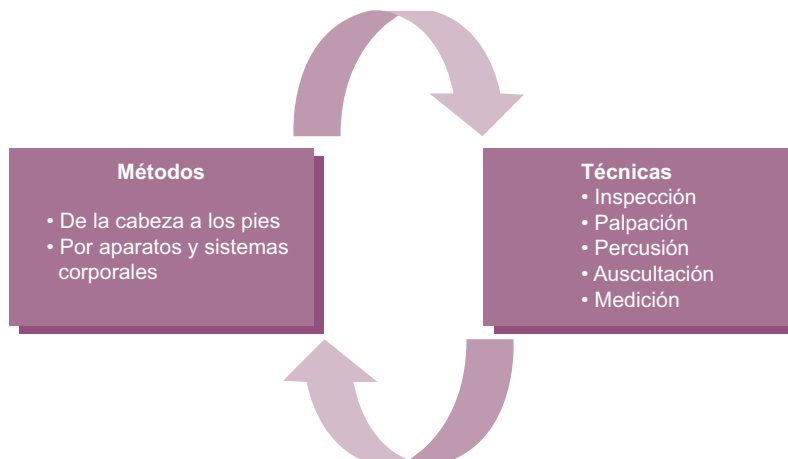 Métodos
• De la cabeza a los pies
• Por aparatos y sistemas
corporales
Técnicas
• Inspección
• Palpación
• Percusión
• Auscultación
• Medición